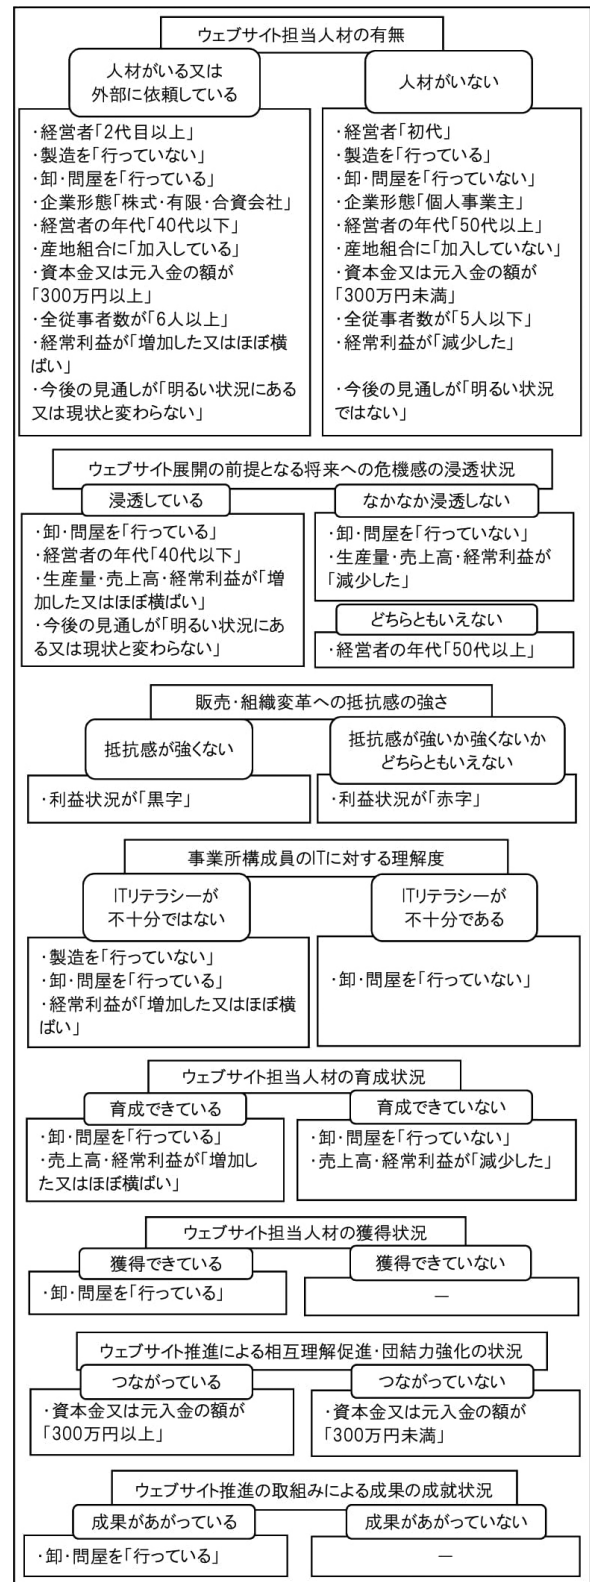 ウェブサイト担当人材の有無
人材がいる又は
外部に依頼している
・経営者「2代目以上」
・製造を「行っていない」
・卸・問屋を「行っている」
・企業形態「株式・有限・合資会社」
・経営者の年代「40代以下」
・産地組合に「加入している」
・資本金又は元入金の額が
「300万円以上」
・全従事者数が「6人以上」
・経常利益が「増加した又はほぼ横
ばい」
・今後の見通しが「明るい状況にある
又は現状と変わらない」
人材がいない
・経営者「初代」
・製造を「行っている」
・卸・問屋を「行っていない」
・企業形態「個人事業主」
・経営者の年代「50代以上」
・産地組合に「加入していない」
・資本金又は元入金の額が
「300万円未満」
・全従事者数が「5人以下」
・経常利益が「減少した」
・今後の見通しが「明るい状況
ではない」
ウェブサイト展開の前提となる将来への危機感の浸透状況
浸透している
・卸・問屋を「行っている」
・経営者の年代「40代以下」
・生産量・売上高・経常利益が「増
加した又はほぼ横ばい」
・今後の見通しが「明るい状況にあ
る又は現状と変わらない」
なかなか浸透しない
・卸・問屋を「行っていない」
・生産量・売上高・経常利益が
「減少した」
どちらともいえない
・経営者の年代「50代以上」
販売・組織変革への抵抗感の強さ
抵抗感が強くない
・利益状況が「黒字」
抵抗感が強いか強くないか
どちらともいえない
・利益状況が「赤字」
事業所構成員のITに対する理解度
ITリテラシーが
不十分ではない
・製造を「行っていない」
・卸・問屋を「行っている」
・経常利益が「増加した又はほぼ横
ばい」
ITリテラシーが
不十分である
・卸・問屋を「行っていない」
ウェブサイト担当人材の育成状況
育成できている
・卸・問屋を「行っている」
・売上高・経常利益が「増加し
た又はほぼ横ばい」
育成できていない
・卸・問屋を「行っていない」
・売上高・経常利益が「減少した」
ウェブサイト担当人材の獲得状況
獲得できている
・卸・問屋を「行っている」
獲得できていない
－
ウェブサイト推進による相互理解促進・団結力強化の状況
つながっている
・資本金又は元入金の額が
「300万円以上」
つながっていない
・資本金又は元入金の額が
「300万円未満」
ウェブサイト推進の取組みによる成果の成就状況
成果があがっている
・卸・問屋を「行っている」
成果があがっていない
－